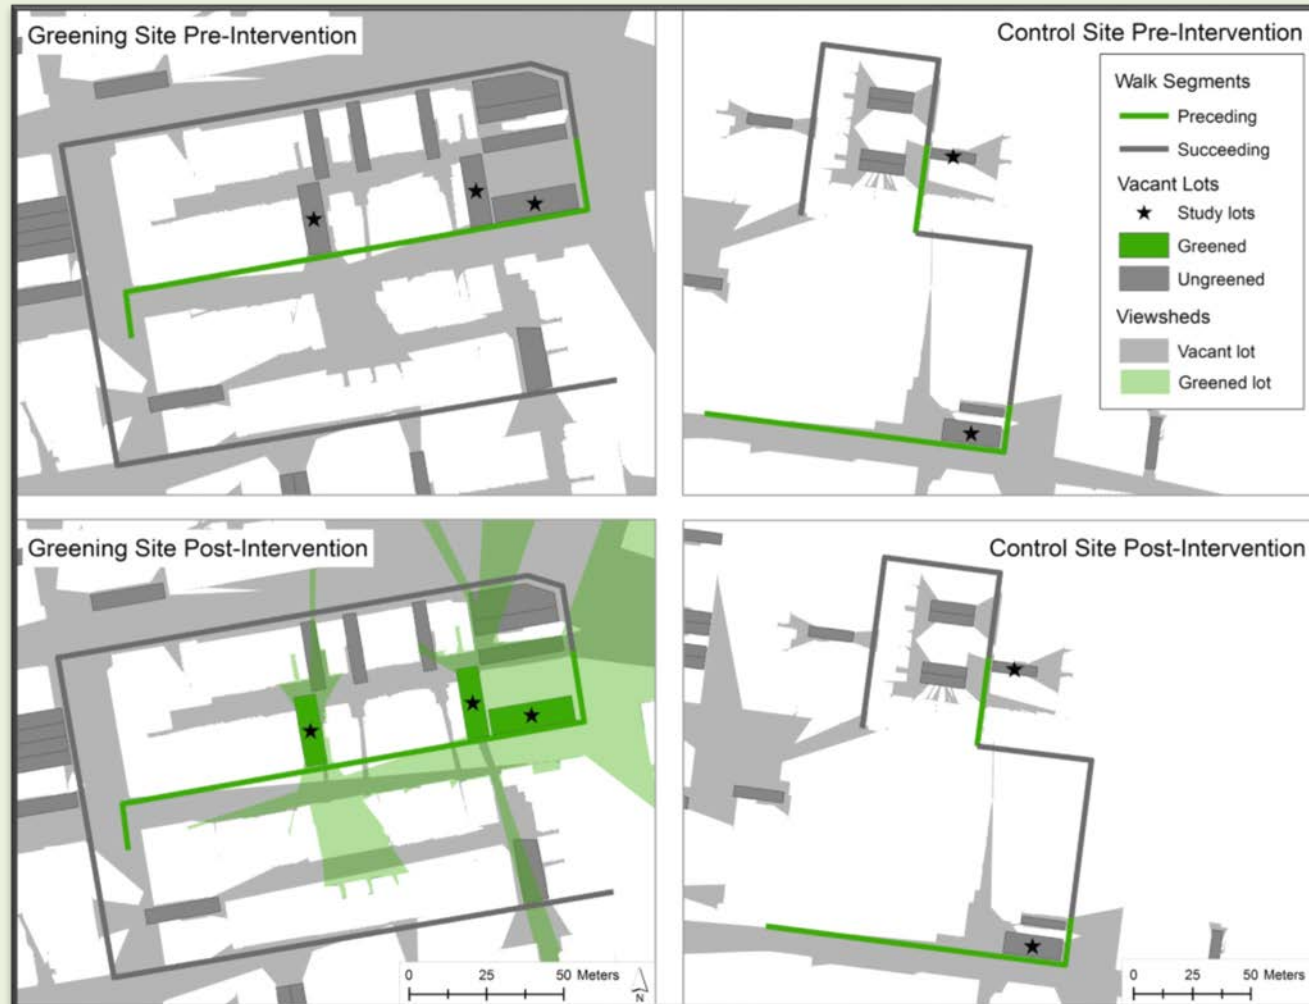 Greening Site Pre-Intervention
Control Site Pre-Intervention
Walk Segments
Preceding
Succeeding
Vacant Lots
Study lots
Greened
Ungreened
Viewsheds
Vacant lot
Greened lot
Greening Site Post-Intervention
Control Site Post-Intervention
0 25 50 Meters
N
0 25 50 Meters